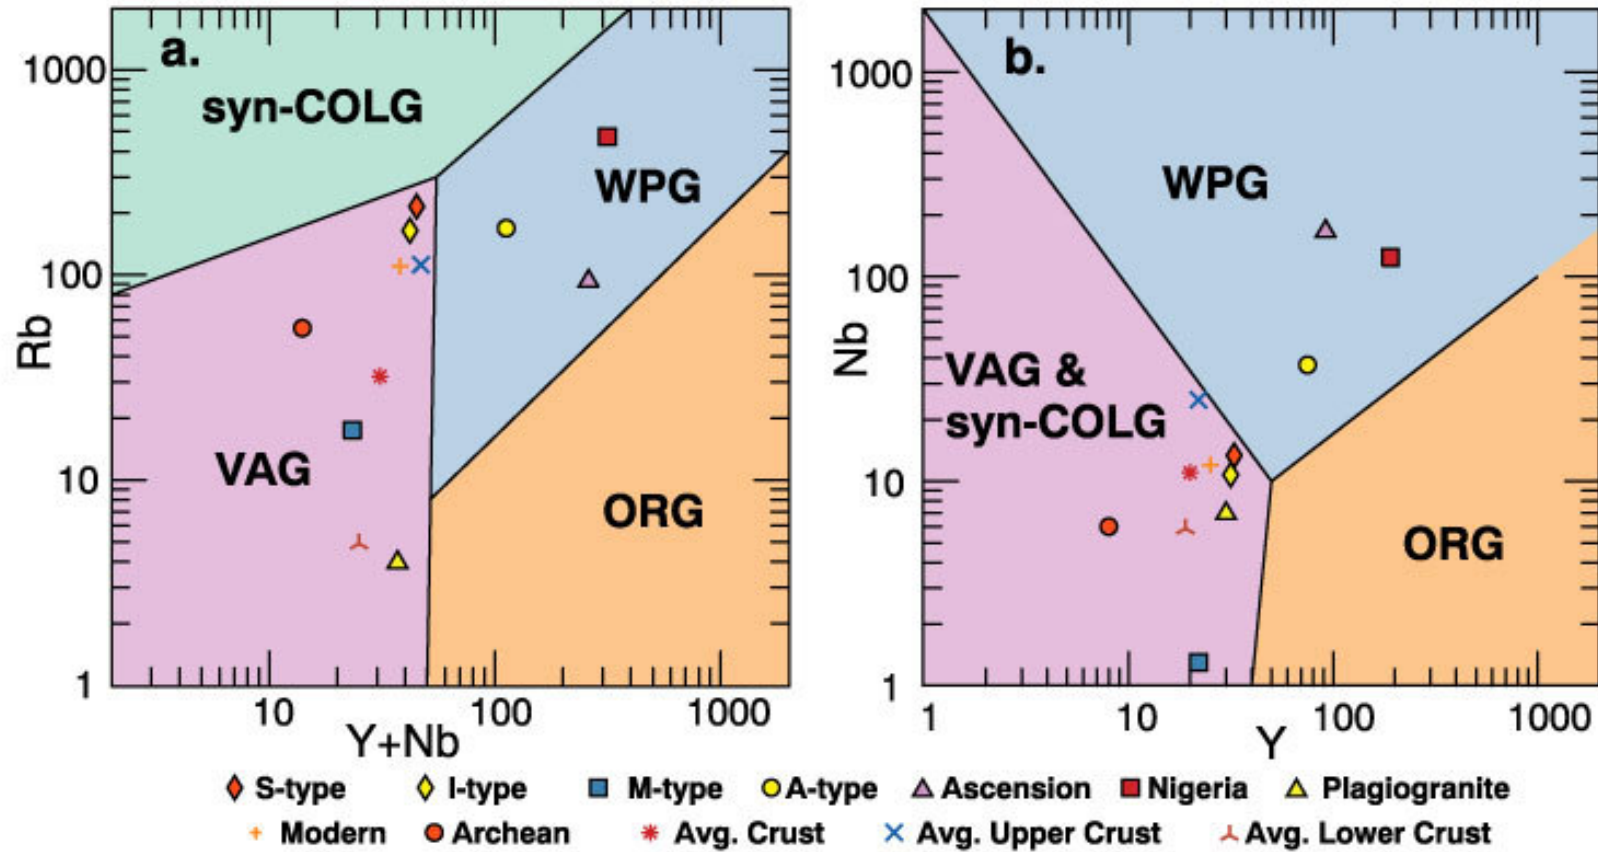 a.
syn-COLG
WPG
VAG
ORG
1000
100
10
1
Rb
10
100
1000
Y+Nb
b.
WPG
VAG &
syn-COLG
ORG
1000
100
10
1
Nb
1
10
100
1000
Y
S-type I-type M-type A-type Ascension Nigeria Plagiogranite
Modern Archean Avg. Crust Avg. Upper Crust Avg. Lower Crust